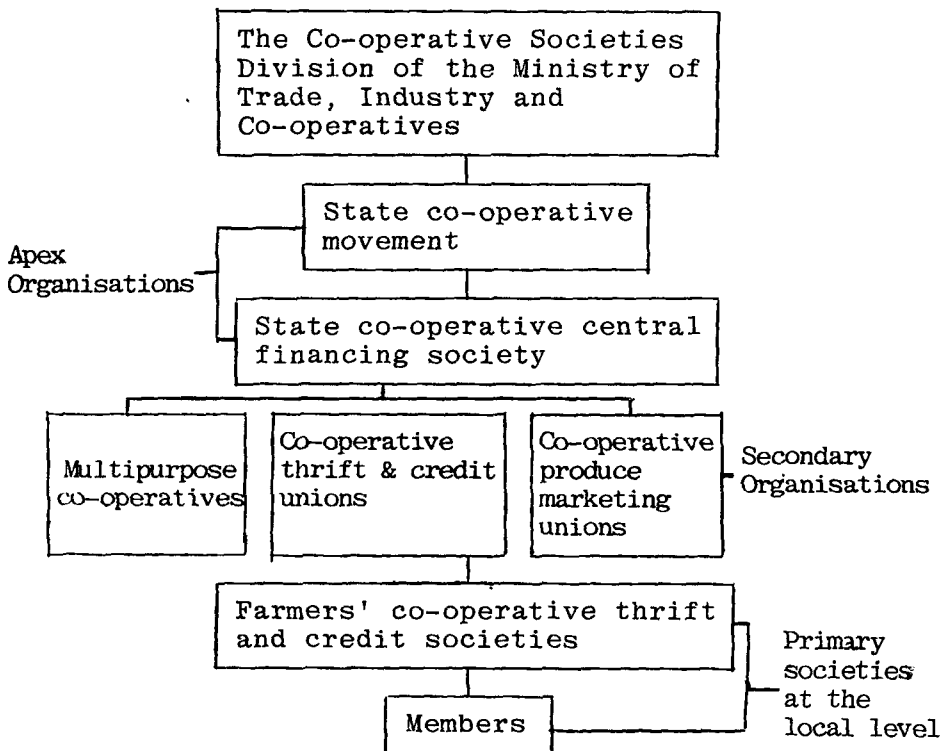 The Co-operative Societies
Division of the Ministry of
Trade, Industry and
Co-operatives
State co-operative
movement
Apex
Organisations
State co-operative central
financing society
Multipurpose
co-operatives
Co-operative
thrift & credit
unions
Co-operative
produce
marketing
unions
Secondary
Organisations
Farmers' co-operative thrift
and credit societies
Primary
societies
at the
local level
Members